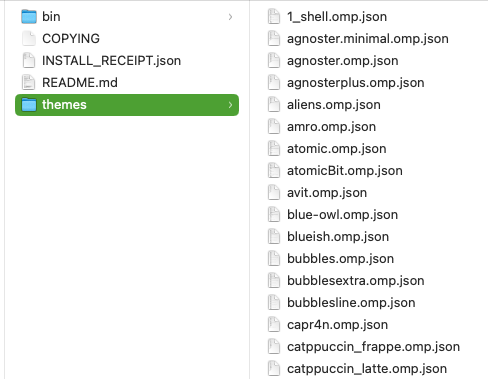 bin
COPYING
INSTALL_RECEIPT.json
README.md
themes
1_shell.omp.json
agnoster.minimal.omp.json
agnoster.omp.json
agnosterplus.omp.json
aliens.omp.json
amro.omp.json
atomic.omp.json
atomicBit.omp.json
avit.omp.json
blue-owl.omp.json
blueish.omp.json
bubbles.omp.json
bubblesextra.omp.json
bubblesline.omp.json
capr4n.omp.json
catppuccin_frappe.omp.json
catppuccin_latte.omp.json